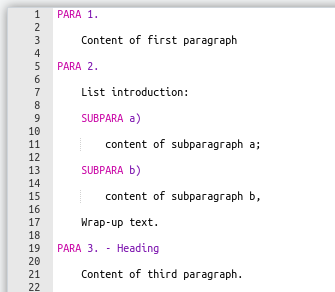 1 PARA 1.
2
3 Content of first paragraph
4
5 PARA 2.
6
7 List introduction:
8
9 SUBPARA a)
10
11 content of subparagraph a;
12
13 SUBPARA b)
14
15 content of subparagraph b,
16
17 Wrap-up text.
18
19 PARA 3. - Heading
20
21 Content of third paragraph.
22